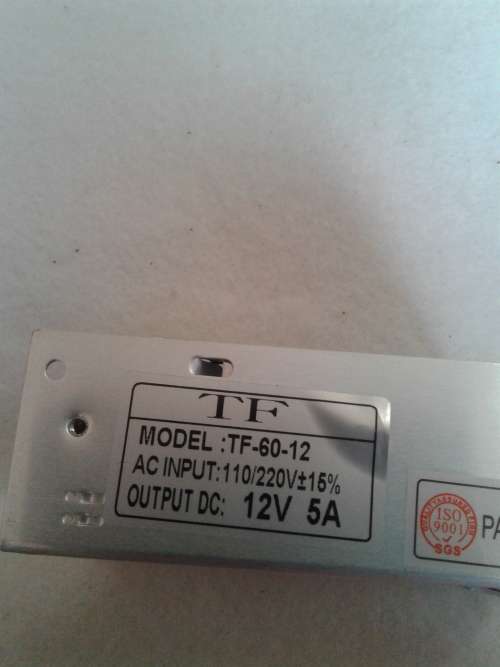 TF
MODEL :TF-60-12
AC INPUT:110/220V±15%
OUTPUT DC: 12V 5A
ISO
9001
SGS
PA